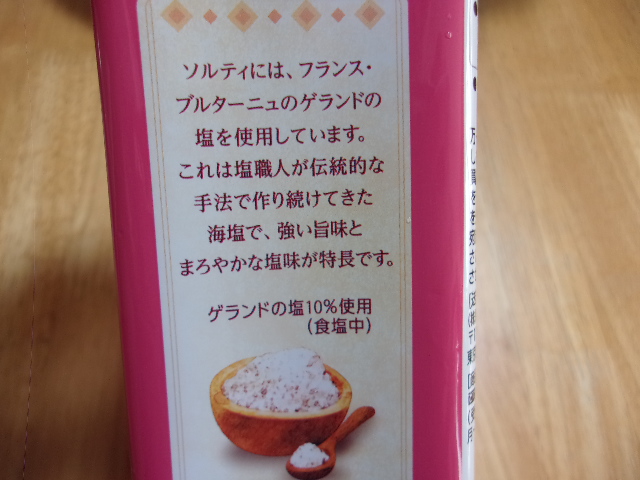 ソルティには、フランス・
ブルターニュのゲランドの
塩を使用しています。
これは塩職人が伝統的な
手法で作り続けてきた
海塩で、強い旨味と
まろやかな塩味が特長です。
ゲランドの塩10%使用
(食塩中)